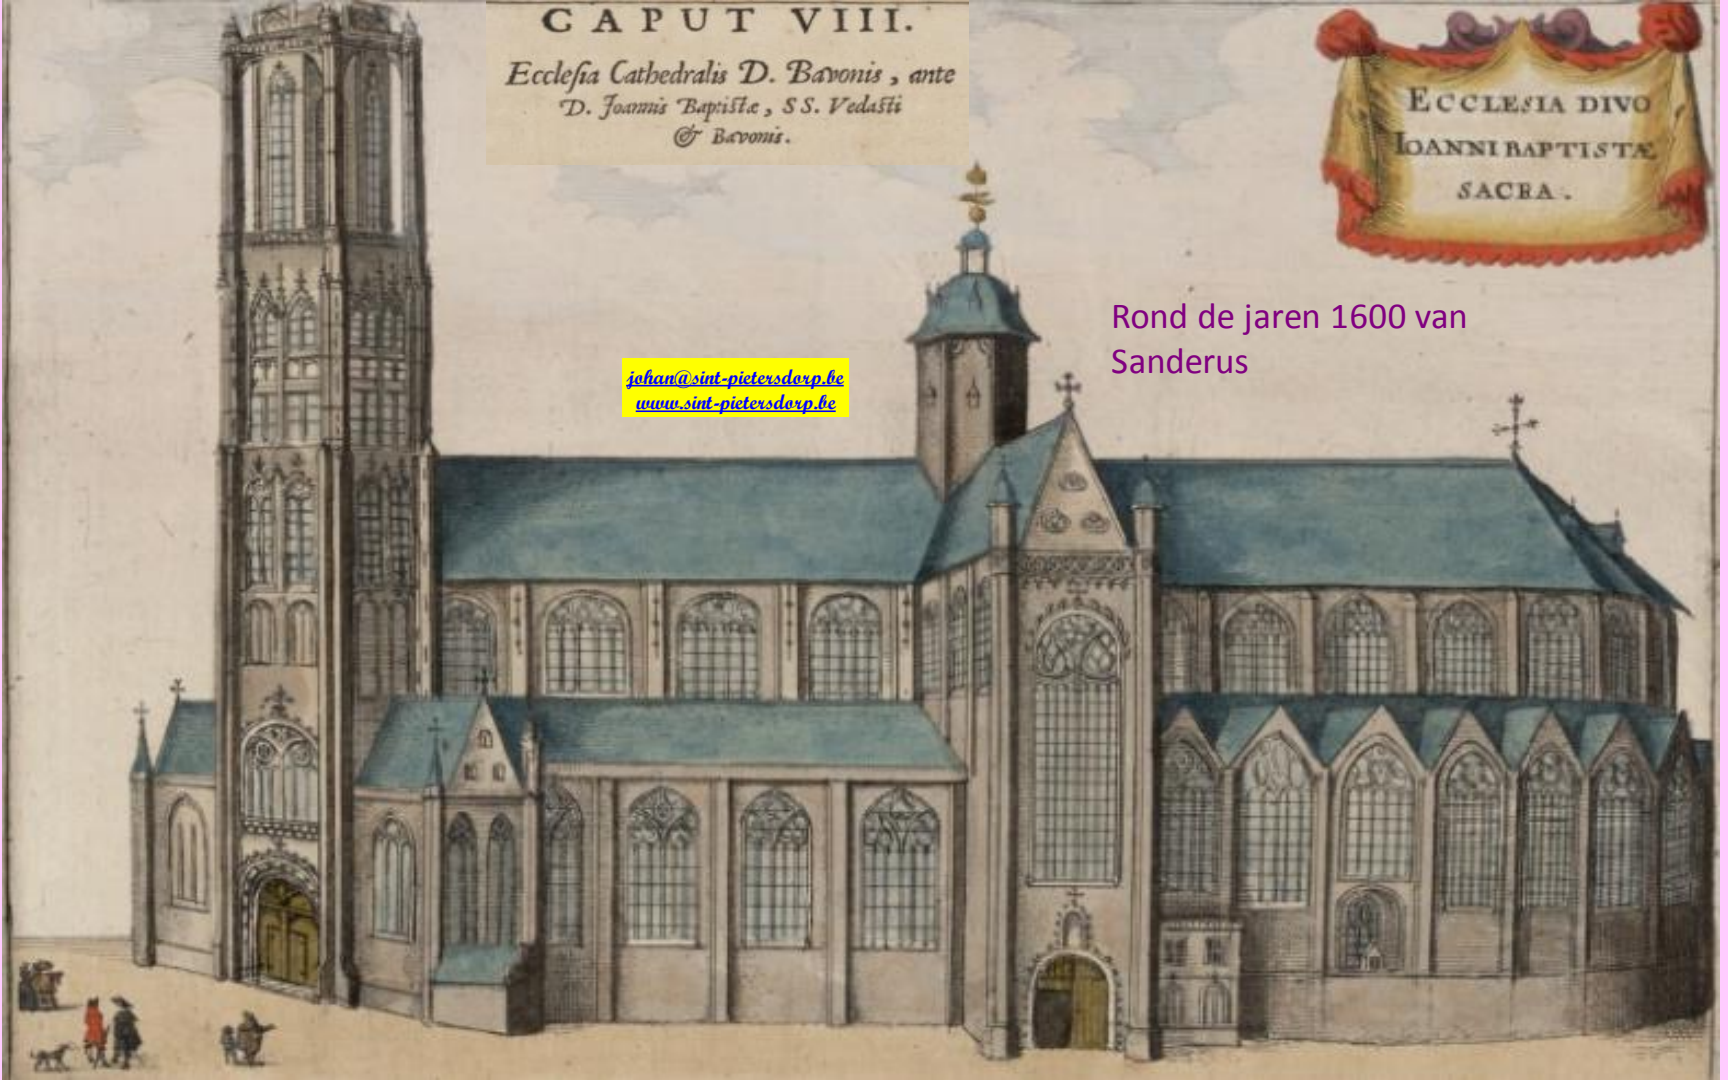 CAPUT VIII.
Ecclesia Cathedralis D. Bavonis, ante
D. Joannis Baptistæ, SS. Vedasti
& Bavonis.
ECCLESIA DIVO
IOANNI BAPTISTÆ
SACRA.
Rond de jaren 1600 van
Sanderus
johan@sint-pietersdorp.be
www.sint-pietersdorp.be